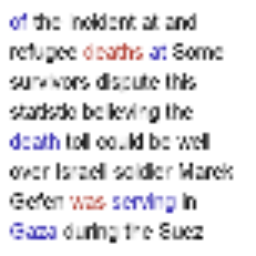 of the incident at and
refugee deaths at Some
survivors dispute this
statistic believing the
death toll could be well
over Israeli soldier Marek
Gefen was serving in
Gaza during the Suez